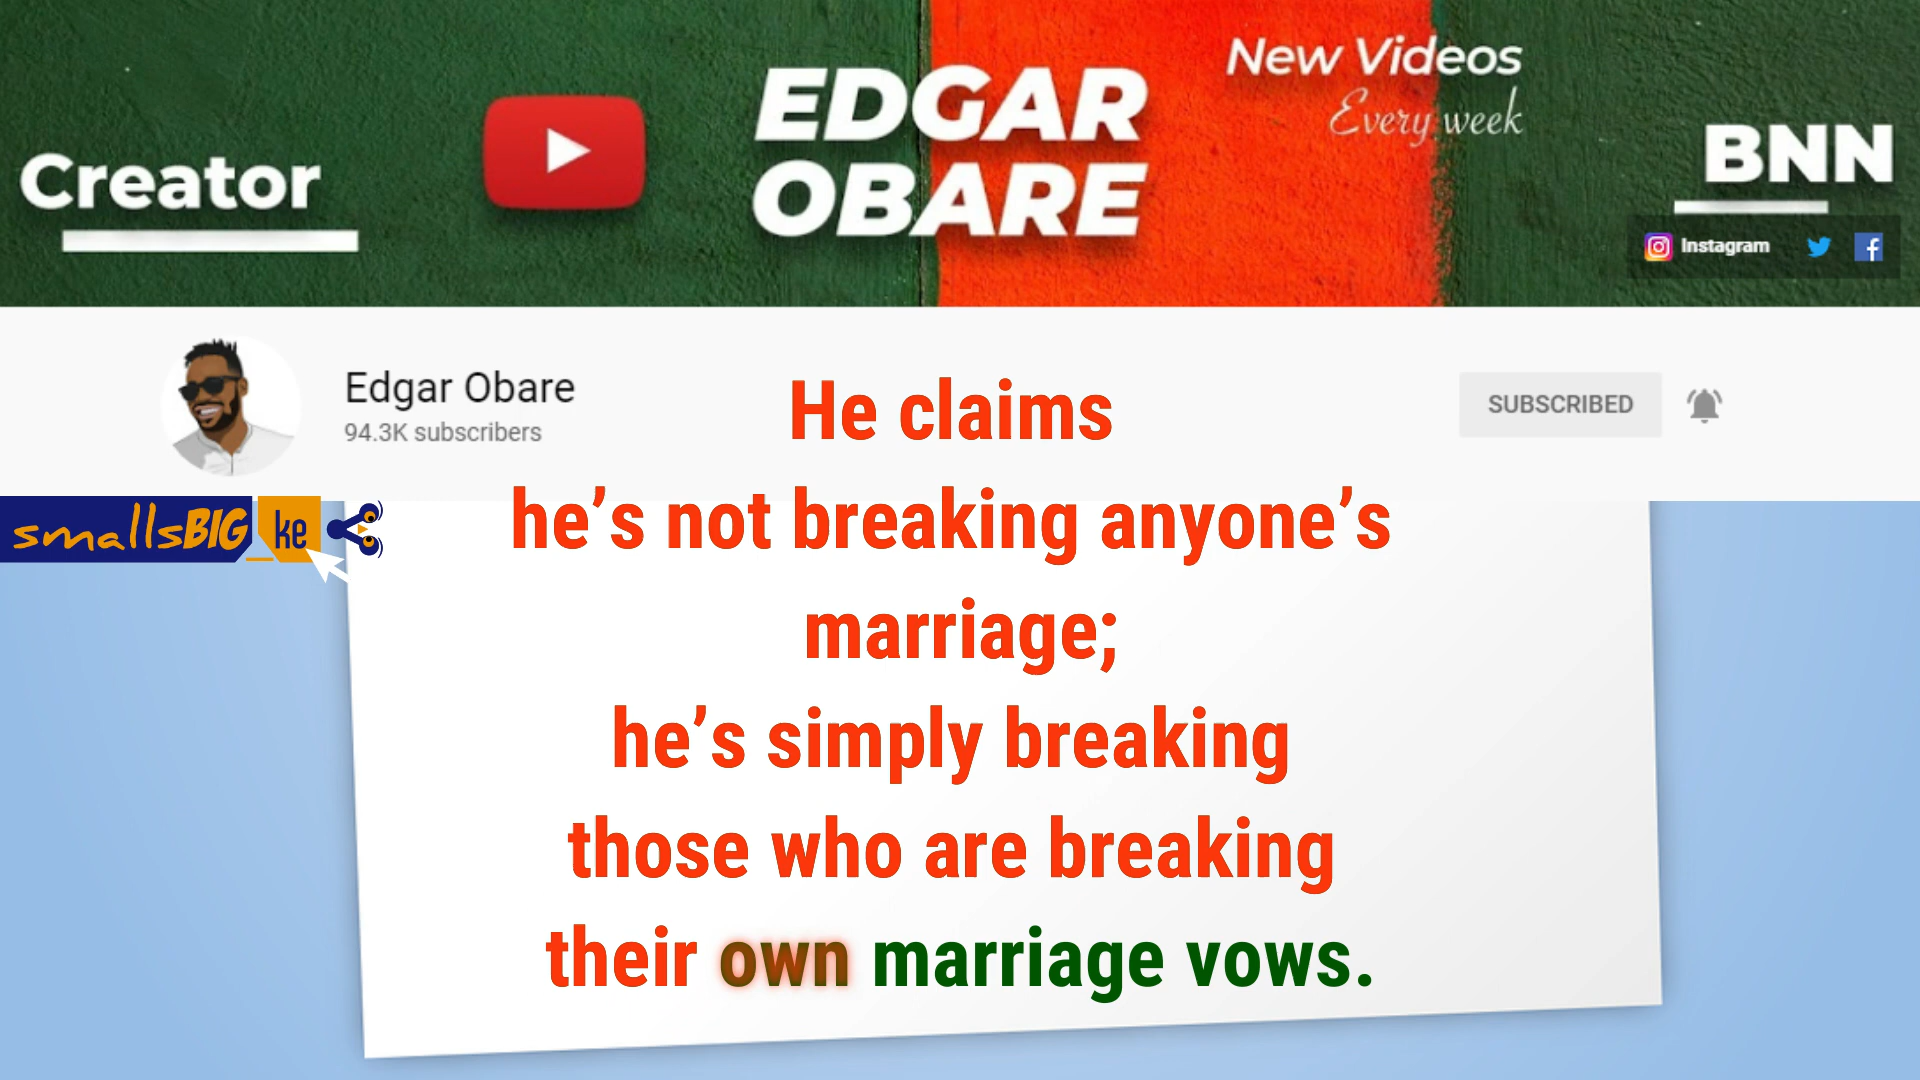 New Videos
Every week
EDGAR
OBARE
Creator
BNN
Instagram
Edgar Obare
94.3K subscribers
SUBSCRIBED
smallsBIG ke
He claims
he’s not breaking anyone’s
marriage;
he’s simply breaking
those who are breaking
their own marriage vows.